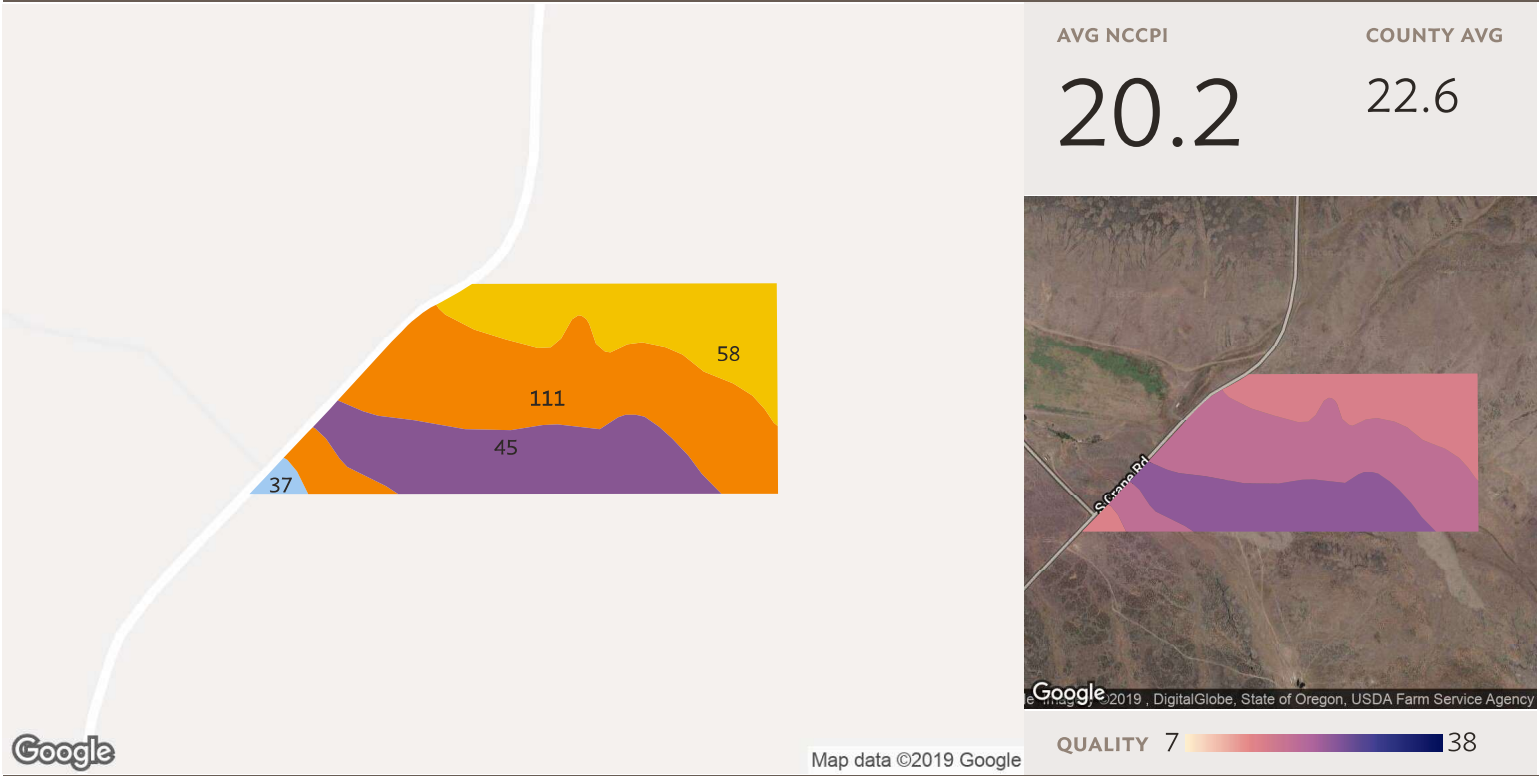 AVG NCCPI
COUNTY AVG
20.2
22.6
58
111
45
37
S Crane Rd
Google
©2019 , DigitalGlobe, State of Oregon, USDA Farm Service Agency
QUALITY 7 38
Google
Map data ©2019 Google